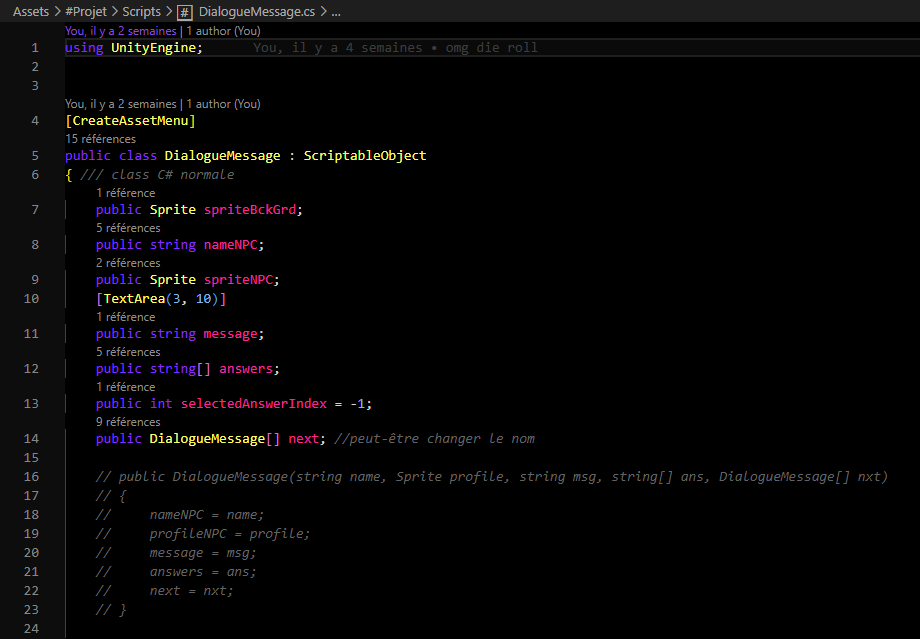 Assets > #Projet > Scripts > # DialogueMessage.cs > ...
You, il y a 2 semaines | 1 author (You)
1 using UnityEngine; You, il y a 4 semaines • omg die roll
2
3
You, il y a 2 semaines | 1 author (You)
4 [CreateAssetMenu]
15 références
5 public class DialogueMessage : ScriptableObject
6 { /// class C# normale
1 référence
7 public Sprite spriteBckGrd;
5 références
8 public string nameNPC;
2 références
9 public Sprite spriteNPC;
10 [TextArea(3, 10)]
1 référence
11 public string message;
5 références
12 public string[] answers;
1 référence
13 public int selectedAnswerIndex = -1;
9 références
14 public DialogueMessage[] next; //peut-être changer le nom
15
16 // public DialogueMessage(string name, Sprite profile, string msg, string[] ans, DialogueMessage[] nxt)
17 // {
18 //     nameNPC = name;
19 //     profileNPC = profile;
20 //     message = msg;
21 //     answers = ans;
22 //     next = nxt;
23 // }
24